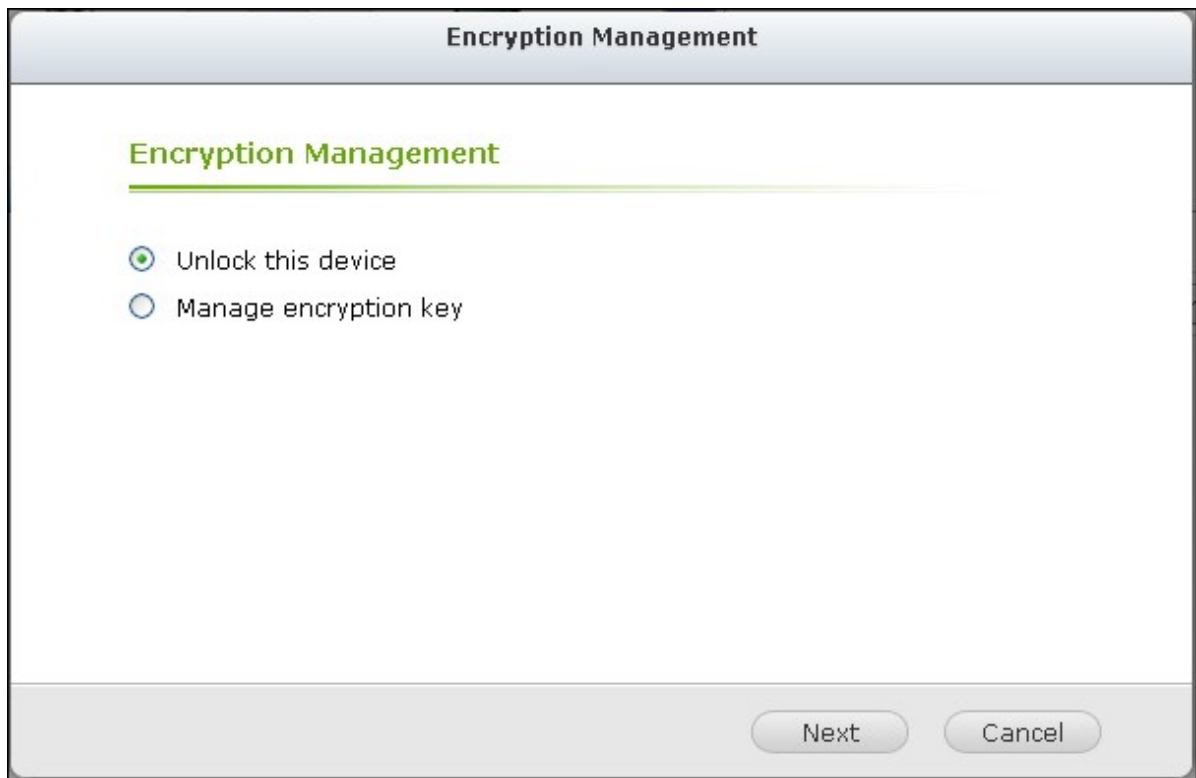 Encryption Management
Encryption Management
Unlock this device
Manage encryption key
Next Cancel